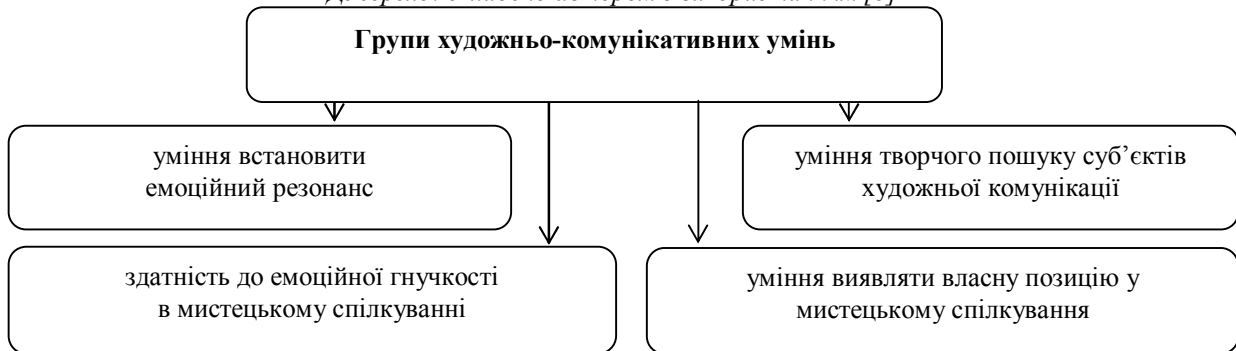 Групи художньо-комунікативних умінь
уміння встановити
емоційний резонанс
уміння творчого пошуку суб’єктів
художньої комунікації
здатність до емоційної гнучкості
в мистецькому спілкуванні
уміння виявляти власну позицію у
мистецькому спілкування